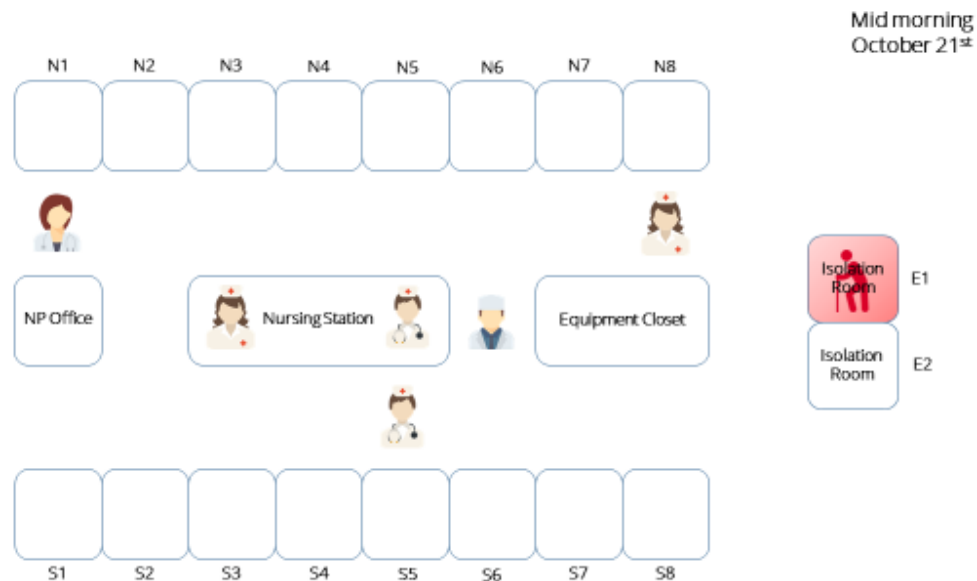 Mid morning
October 21st
N1 N2 N3 N4 N5 N6 N7 N8
NP Office
Nursing Station
Equipment Closet
Isolation
Room
E1
Isolation
Room
E2
S1 S2 S3 S4 S5 S6 S7 S8